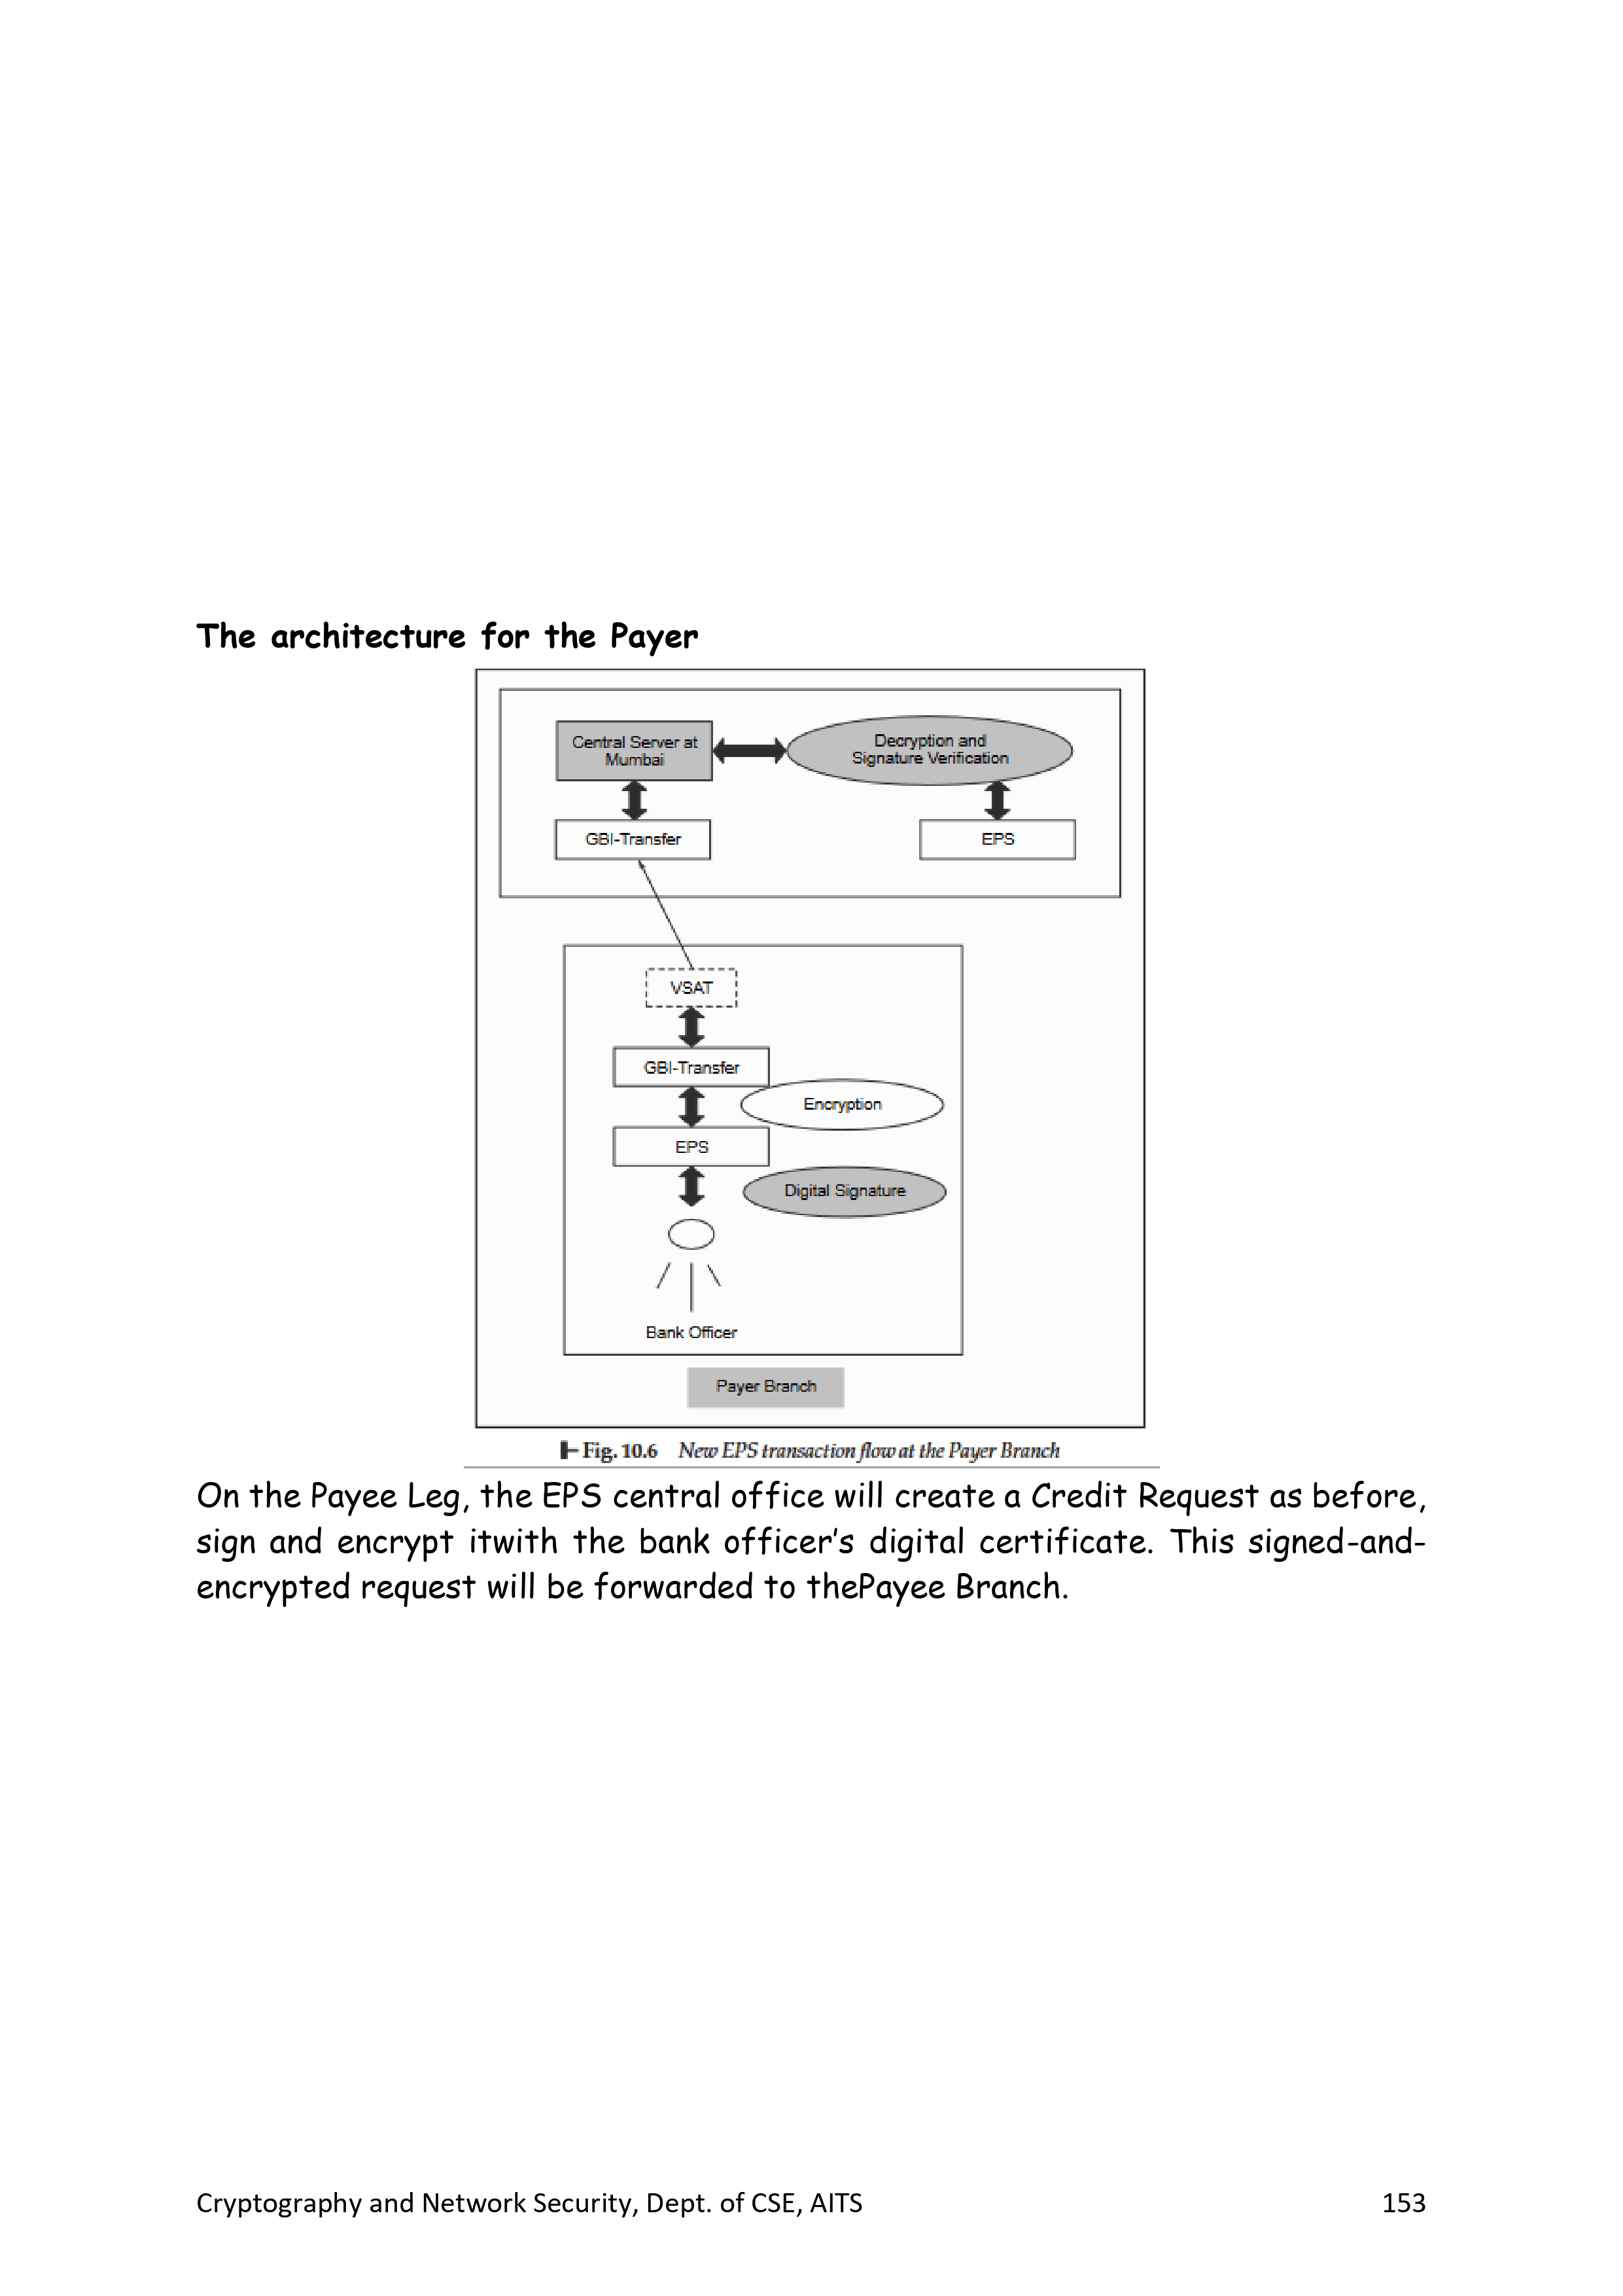 The architecture for the Payer
Central Server at
Mumbai
Decryption and
Signature Verification
GBI-Transfer
EPS
VSAT
GBI-Transfer
Encryption
EPS
Digital Signature
Bank Officer
Payer Branch
Fig. 10.6 New EPS transaction flow at the Payer Branch
On the Payee Leg, the EPS central office will create a Credit Request as before,
sign and encrypt itwith the bank officer's digital certificate. This signed-and-
encrypted request will be forwarded to thePayee Branch.
Cryptography and Network Security, Dept. of CSE, AITS 153